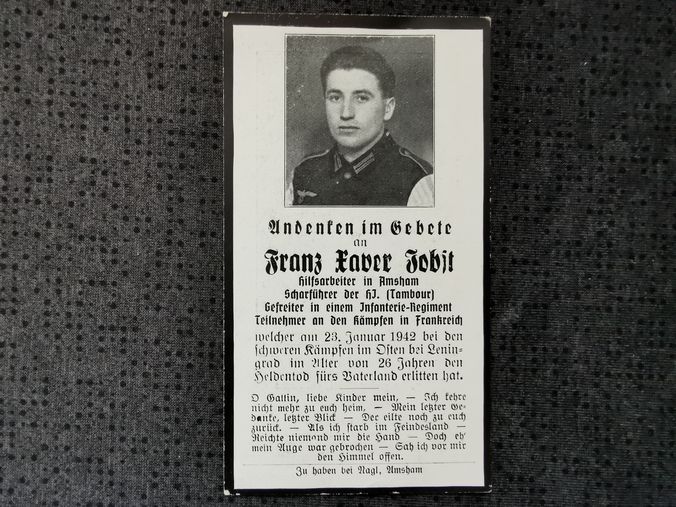 Andenken im Gebete
an
Franz Xaver Jobst
Hilfsarbeiter in Amsham
Scharführer der HJ. (Tambour)
Gefreiter in einem Infanterie-Regiment
Teilnehmer an den Kämpfen in Frankreich
welcher am 23. Januar 1942 bei den
schweren Kämpfen im Osten bei Lenin-
grad im Alter von 26 Jahren den
Heldentod fürs Vaterland erlitten hat.
O Gattin, liebe Kinder mein, — Ich kehre
nicht mehr zu euch heim, — Mein letzter Ge-
danke, letzter Blick — Der eilte noch zu euch
zurück. — Als ich starb im Feindesland —
Reichte niemand mir die Hand — Doch eh'
mein Auge war gebrochen — Sah ich vor mir
den Himmel offen.
Zu haben bei Nagl, Amsham